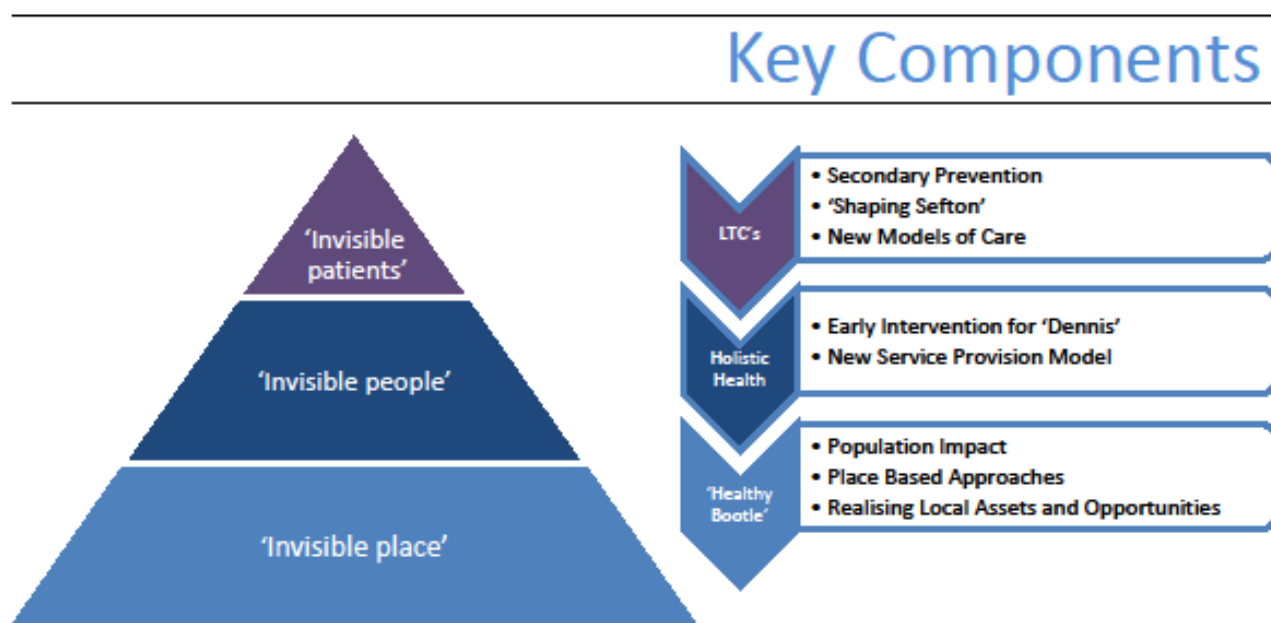 Key Components
‘Invisible
patients’
‘Invisible people’
‘Invisible place’
LTC's
• Secondary Prevention
• ‘Shaping Sefton’
• New Models of Care
Holistic
Health
• Early Intervention for ‘Dennis’
• New Service Provision Model
‘Healthy
Bootle’
• Population Impact
• Place Based Approaches
• Realising Local Assets and Opportunities